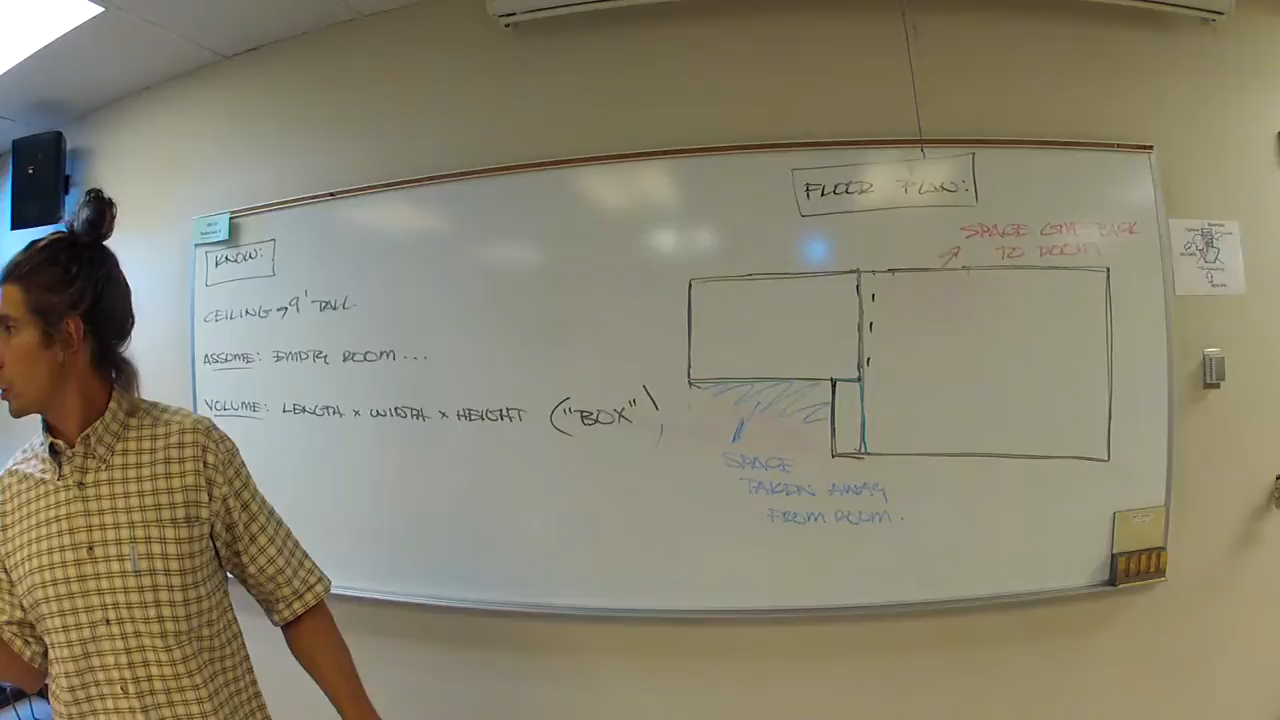 KNOW:
CEILING → 9' TALL
ASSUME: EMPTY ROOM...
VOLUME: LENGTH x WIDTH x HEIGHT ("BOX")
FLOOR PLAN:
SPACE GIVE BACK
TO ROOM
SPACE
TAKEN AWAY
FROM ROOM.